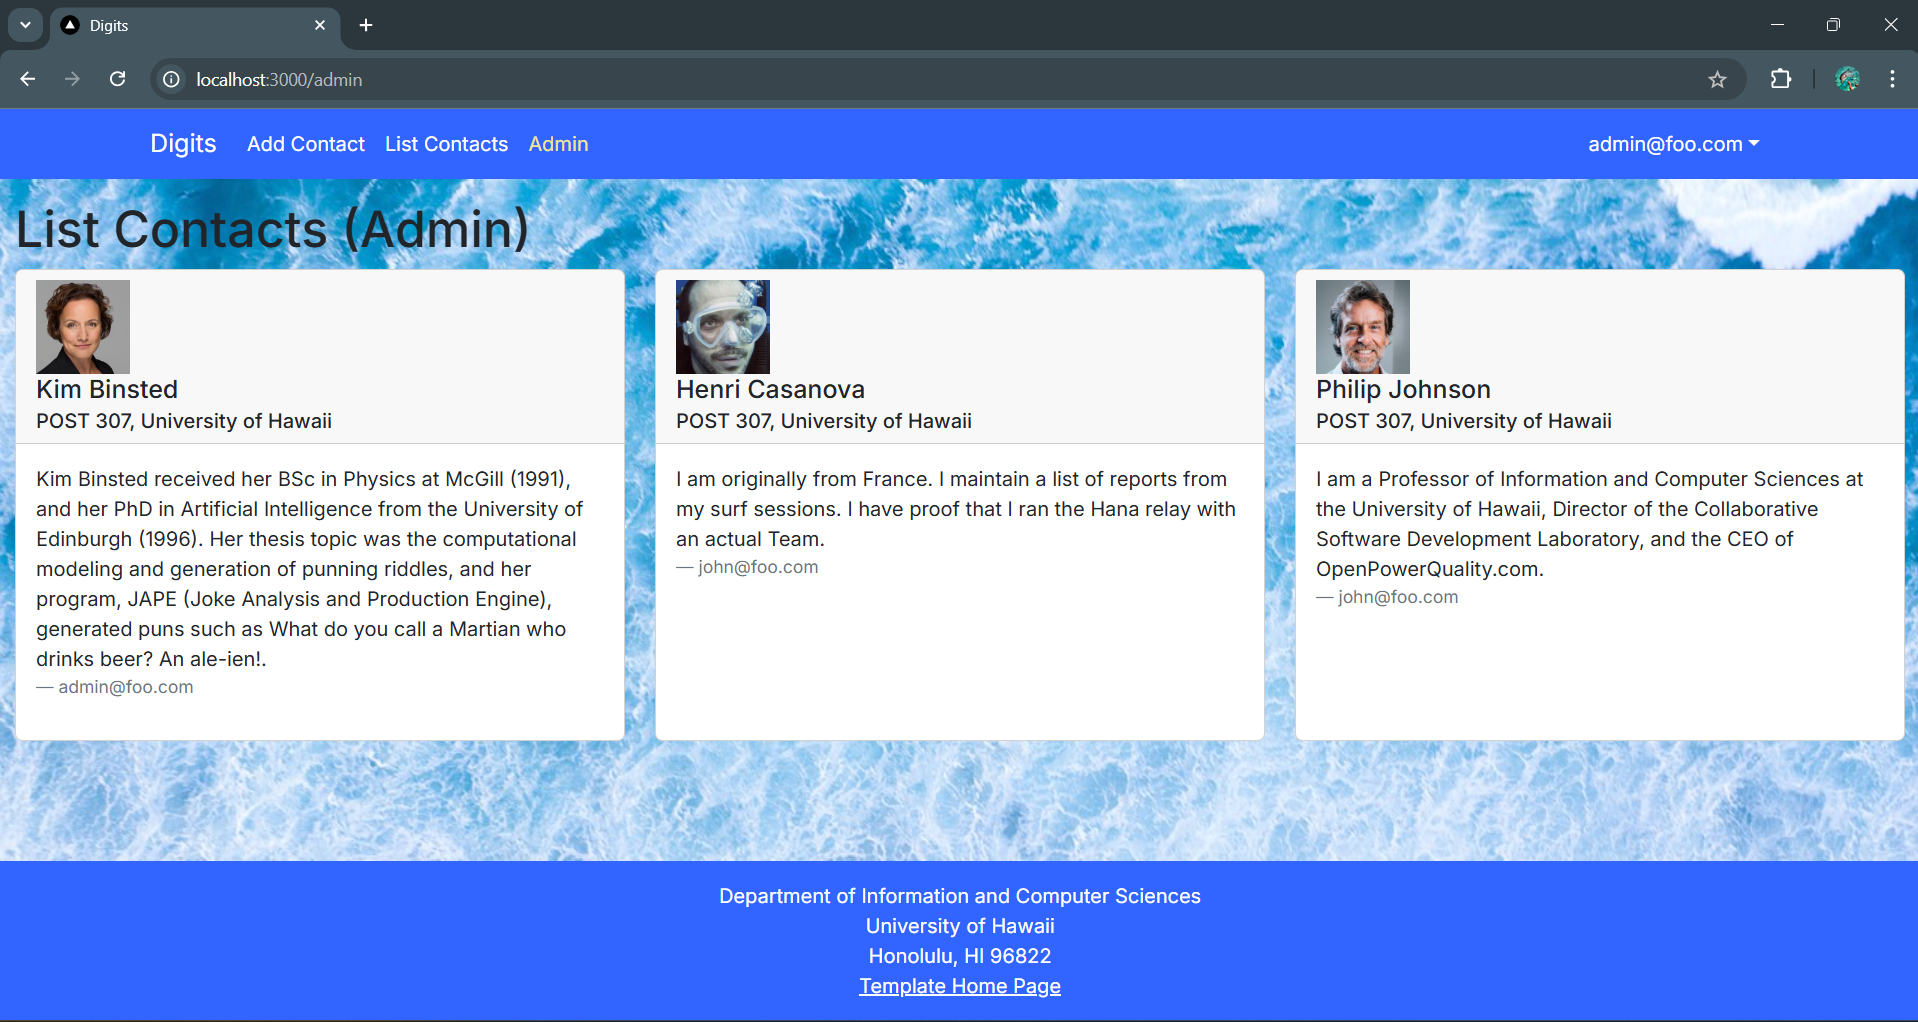 Digits
localhost:3000/admin
Digits Add Contact List Contacts Admin admin@foo.com
List Contacts (Admin)
Kim Binsted
POST 307, University of Hawaii
Kim Binsted received her BSc in Physics at McGill (1991),
and her PhD in Artificial Intelligence from the University of
Edinburgh (1996). Her thesis topic was the computational
modeling and generation of punning riddles, and her
program, JAPE (Joke Analysis and Production Engine),
generated puns such as What do you call a Martian who
drinks beer? An ale-ien!.
— admin@foo.com
Henri Casanova
POST 307, University of Hawaii
I am originally from France. I maintain a list of reports from
my surf sessions. I have proof that I ran the Hana relay with
an actual Team.
— john@foo.com
Philip Johnson
POST 307, University of Hawaii
I am a Professor of Information and Computer Sciences at
the University of Hawaii, Director of the Collaborative
Software Development Laboratory, and the CEO of
OpenPowerQuality.com.
— john@foo.com
Department of Information and Computer Sciences
University of Hawaii
Honolulu, HI 96822
Template Home Page